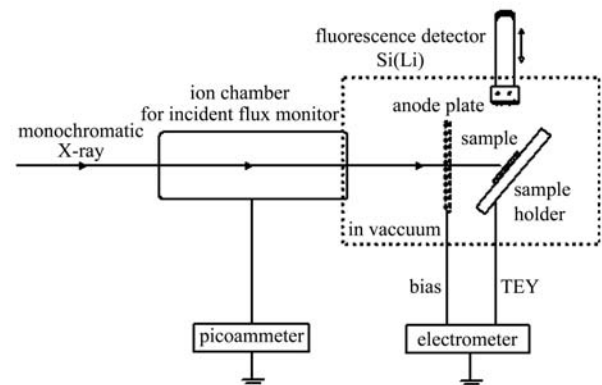 fluorescence detector
Si(Li)
ion chamber
for incident flux monitor
anode plate
monochromatic
X-ray
sample
sample
holder
in vaccuum
bias
TEY
picoammeter
electrometer